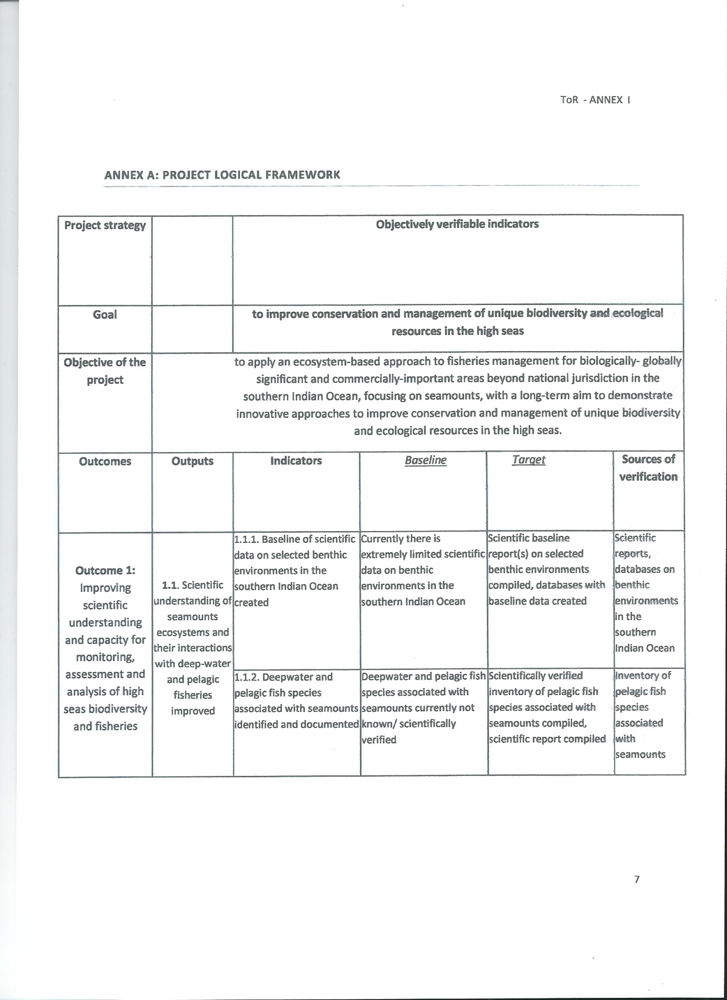 ToR - ANNEX I
ANNEX A: PROJECT LOGICAL FRAMEWORK
Project strategy
Objectively verifiable indicators
Goal
to improve conservation and management of unique biodiversity and ecological
resources in the high seas
Objective of the
project
to apply an ecosystem-based approach to fisheries management for biologically- globally
significant and commercially-important areas beyond national jurisdiction in the
southern Indian Ocean, focusing on seamounts, with a long-term aim to demonstrate
innovative approaches to improve conservation and management of unique biodiversity
and ecological resources in the high seas.
Outcomes
Outputs
Indicators
Baseline
Target
Sources of
verification
Outcome 1:
Improving
scientific
understanding
and capacity for
monitoring,
assessment and
analysis of high
seas biodiversity
and fisheries
1.1. Scientific
understanding of
seamounts
ecosystems and
their interactions
with deep-water
and pelagic
fisheries
improved
1.1.1. Baseline of scientific
data on selected benthic
environments in the
southern Indian Ocean
created
Currently there is
extremely limited scientific
data on benthic
environments in the
southern Indian Ocean
Scientific baseline
report(s) on selected
benthic environments
compiled, databases with
baseline data created
Scientific
reports,
databases on
benthic
environments
in the
southern
Indian Ocean
1.1.2. Deepwater and
pelagic fish species
associated with seamounts
identified and documented
Deepwater and pelagic fish
species associated with
seamounts currently not
known/ scientifically
verified
Scientifically verified
inventory of pelagic fish
species associated with
seamounts compiled,
scientific report compiled
Inventory of
pelagic fish
species
associated
with
seamounts
7